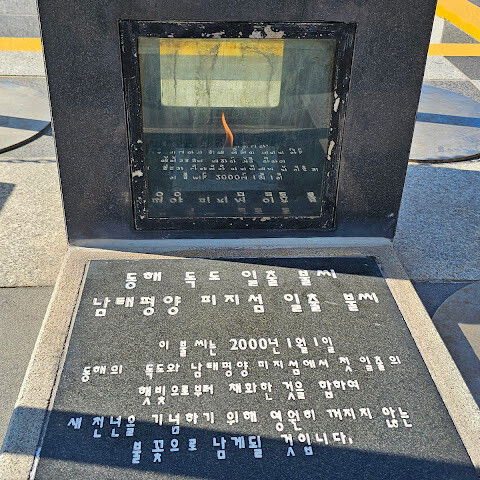 동해 독도 일출 불씨
남태평양 피지섬 일출 불씨
이 불씨는 2000년 1월 1일
동해의 독도와 남태평양 피지섬에서 첫 일출의
햇빛으로부터 채화한 것을 합하여
새 천년을 기념하기 위해 영원히 꺼지지 않는
불꽃으로 남게될 것입니다.